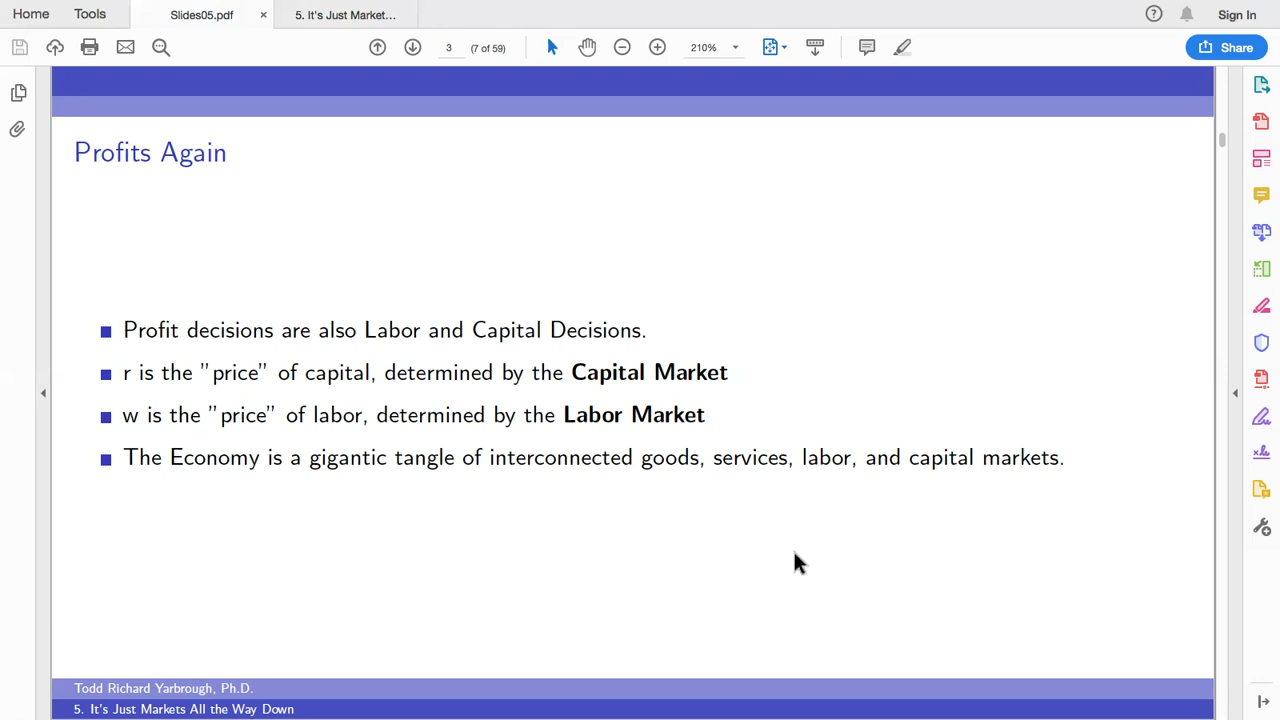 Home Tools Slides05.pdf × 5. It's Just Market... Sign In
3 (7 of 59) 210% Share
Profits Again
Profit decisions are also Labor and Capital Decisions.
r is the ”price” of capital, determined by the Capital Market
w is the ”price” of labor, determined by the Labor Market
The Economy is a gigantic tangle of interconnected goods, services, labor, and capital markets.
Todd Richard Yarbrough, Ph.D.
5. It's Just Markets All the Way Down